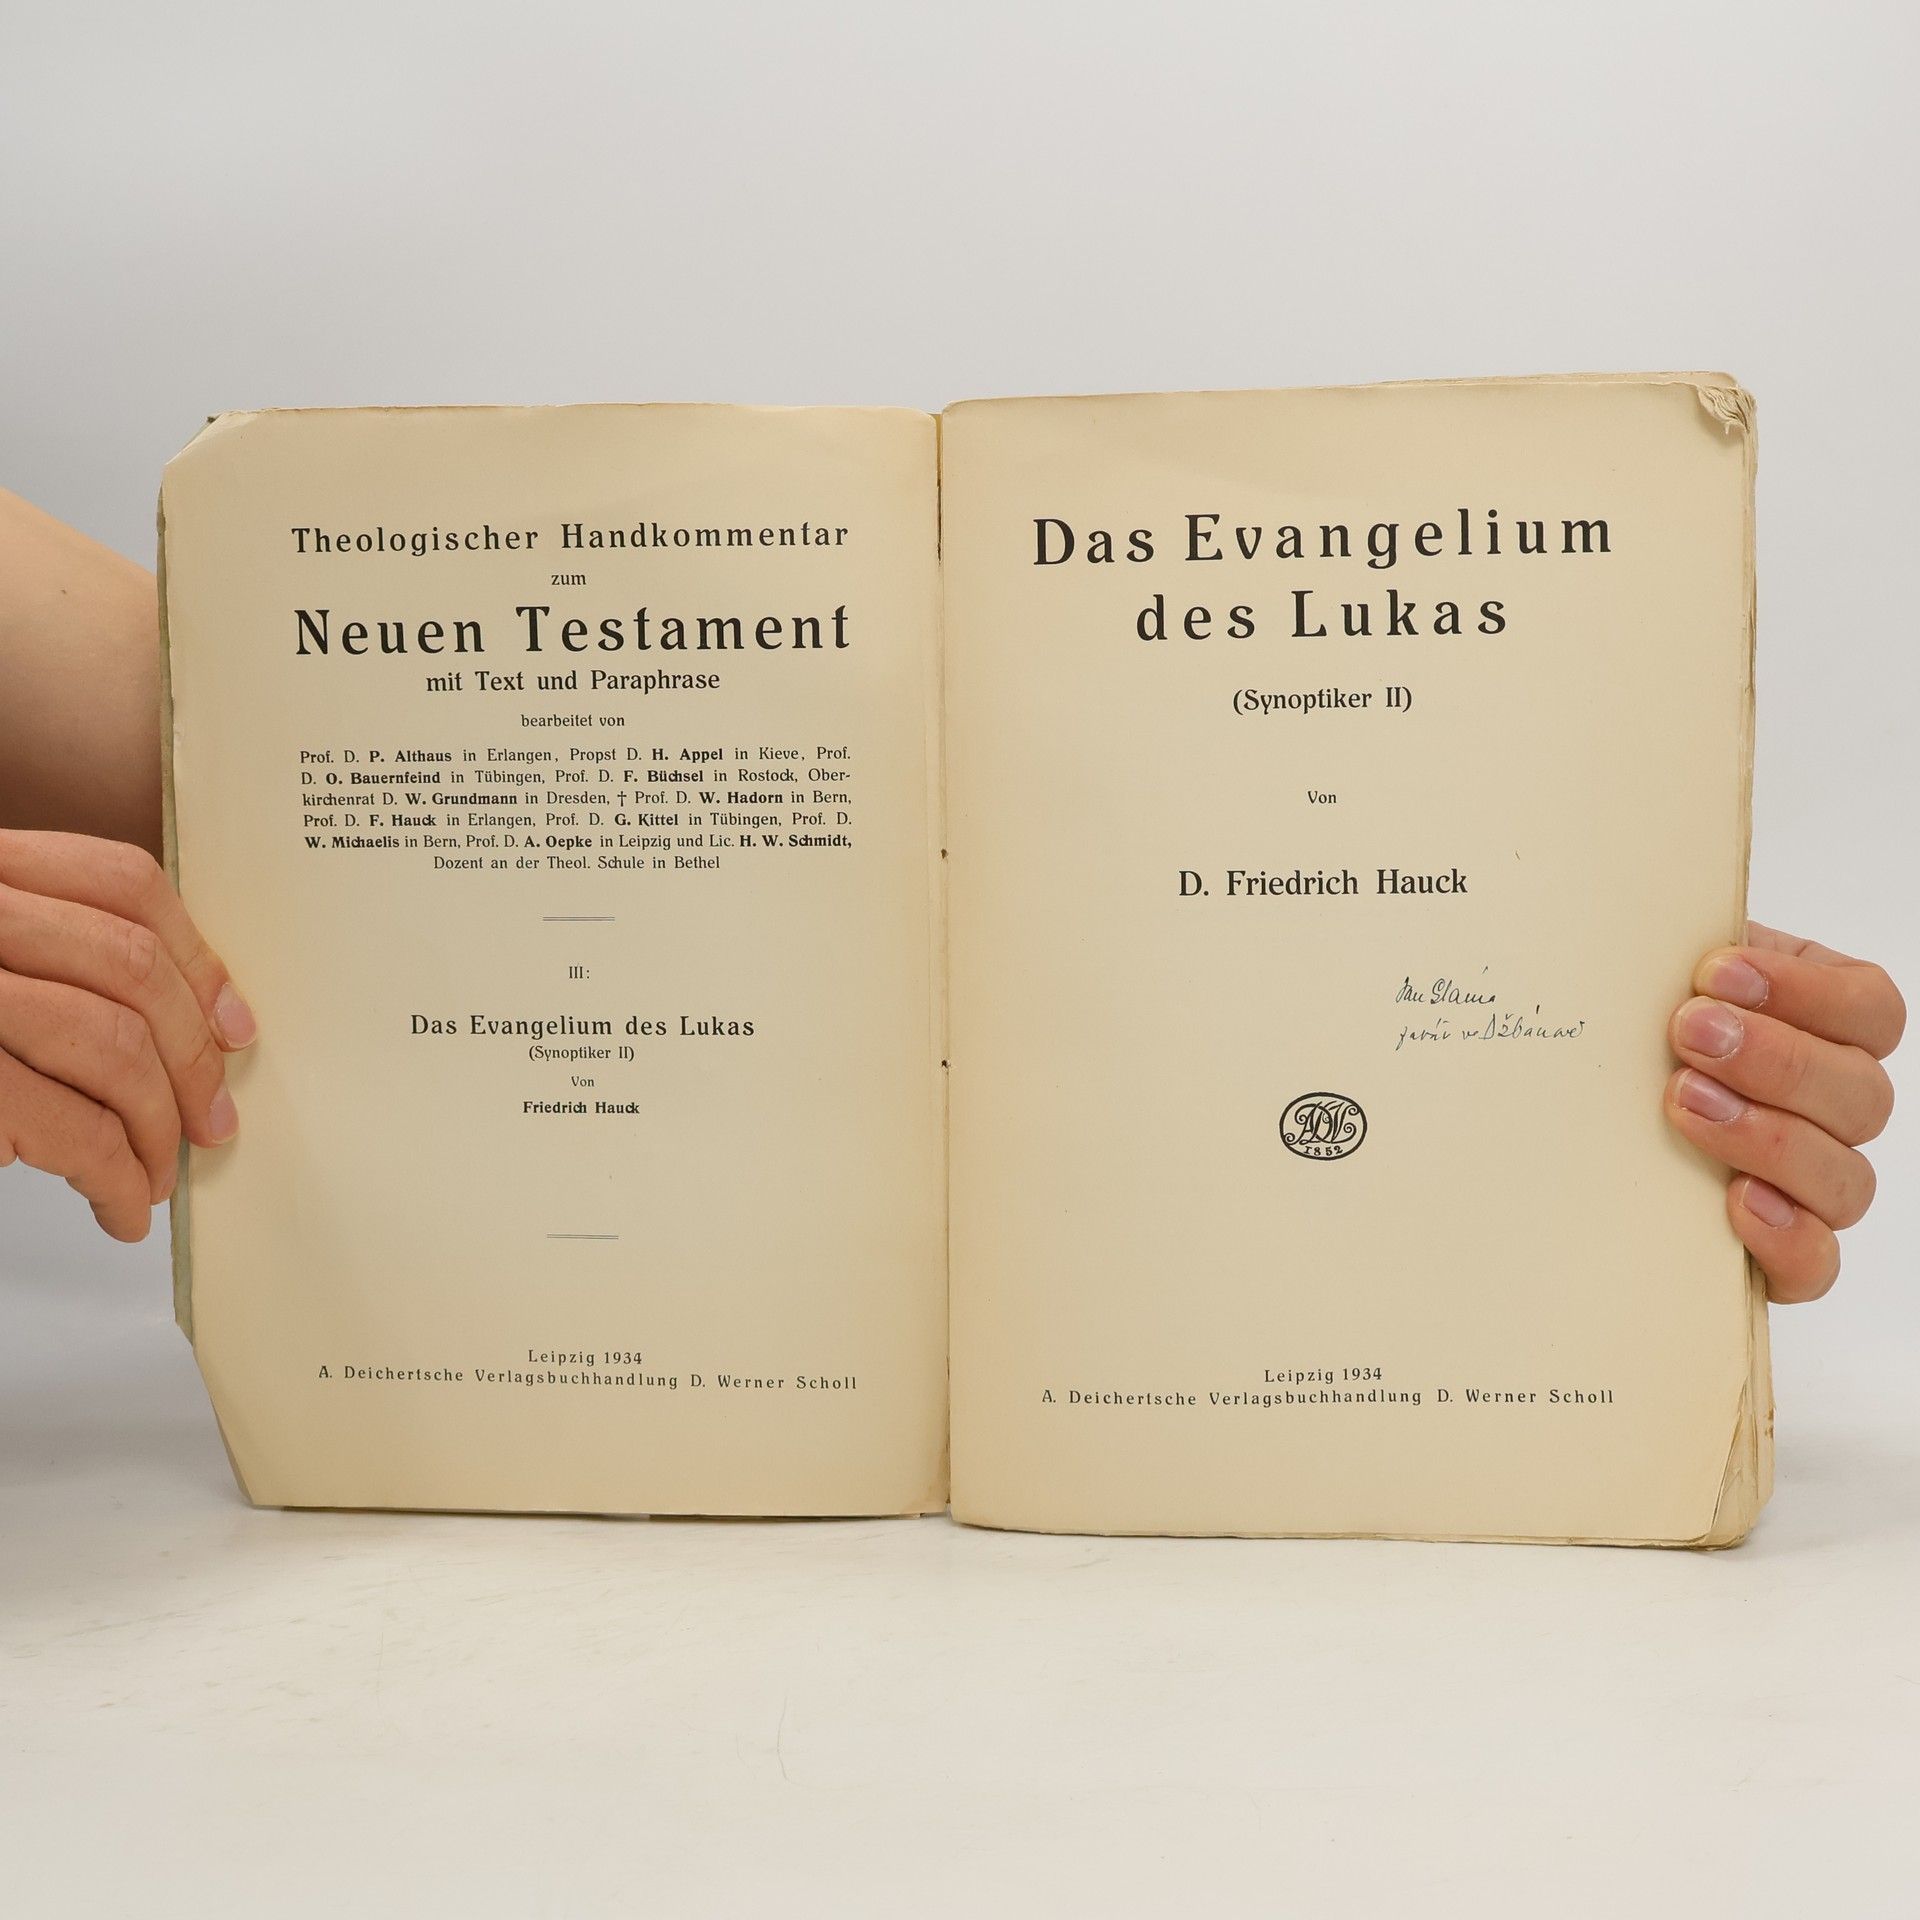 Theologischer Handkommentar
zum
Neuen Testament
mit Text und Paraphrase
bearbeitet von
Prof. D. P. Althaus in Erlangen, Propst D. H. Appel in Kieve, Prof.
D. O. Bauernfeind in Tübingen, Prof. D. F. Büchsel in Rostock, Ober-
kirchenrat D. W. Grundmann in Dresden, † Prof. D. W. Hadorn in Bern,
Prof. D. F. Hauck in Erlangen, Prof. D. G. Kittel in Tübingen, Prof. D.
W. Michaelis in Bern, Prof. D. A. Oepke in Leipzig und Lic. H. W. Schmidt,
Dozent an der Theol. Schule in Bethel
III:
Das Evangelium des Lukas
(Synoptiker II)
Von
Friedrich Hauck
Leipzig 1934
A. Deichertsche Verlagsbuchhandlung D. Werner Scholl
Das Evangelium
des Lukas
(Synoptiker II)
Von
D. Friedrich Hauck
Jan
ADV
1852
Leipzig 1934
A. Deichertsche Verlagsbuchhandlung D. Werner Scholl